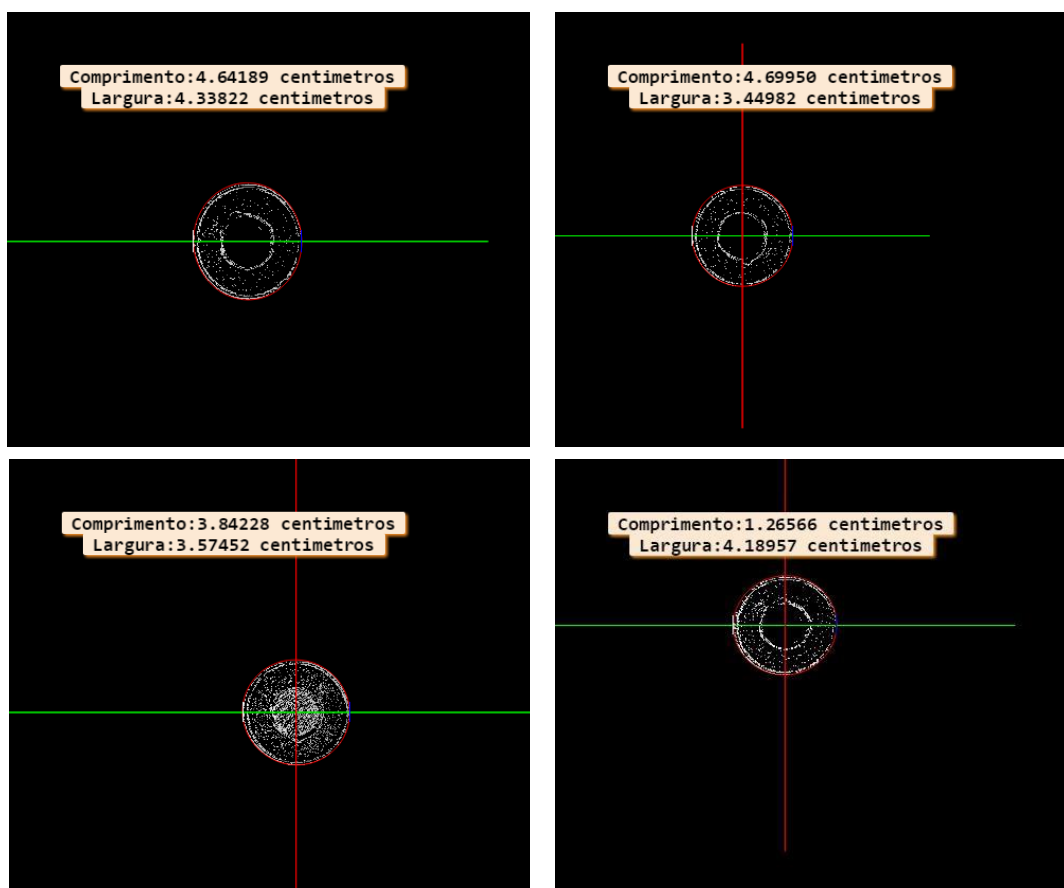 Comprimento:4.64189 centimetros
Largura:4.33822 centimetros
Comprimento:4.69950 centimetros
Largura:3.44982 centimetros
Comprimento:3.84228 centimetros
Largura:3.57452 centimetros
Comprimento:1.26566 centimetros
Largura:4.18957 centimetros